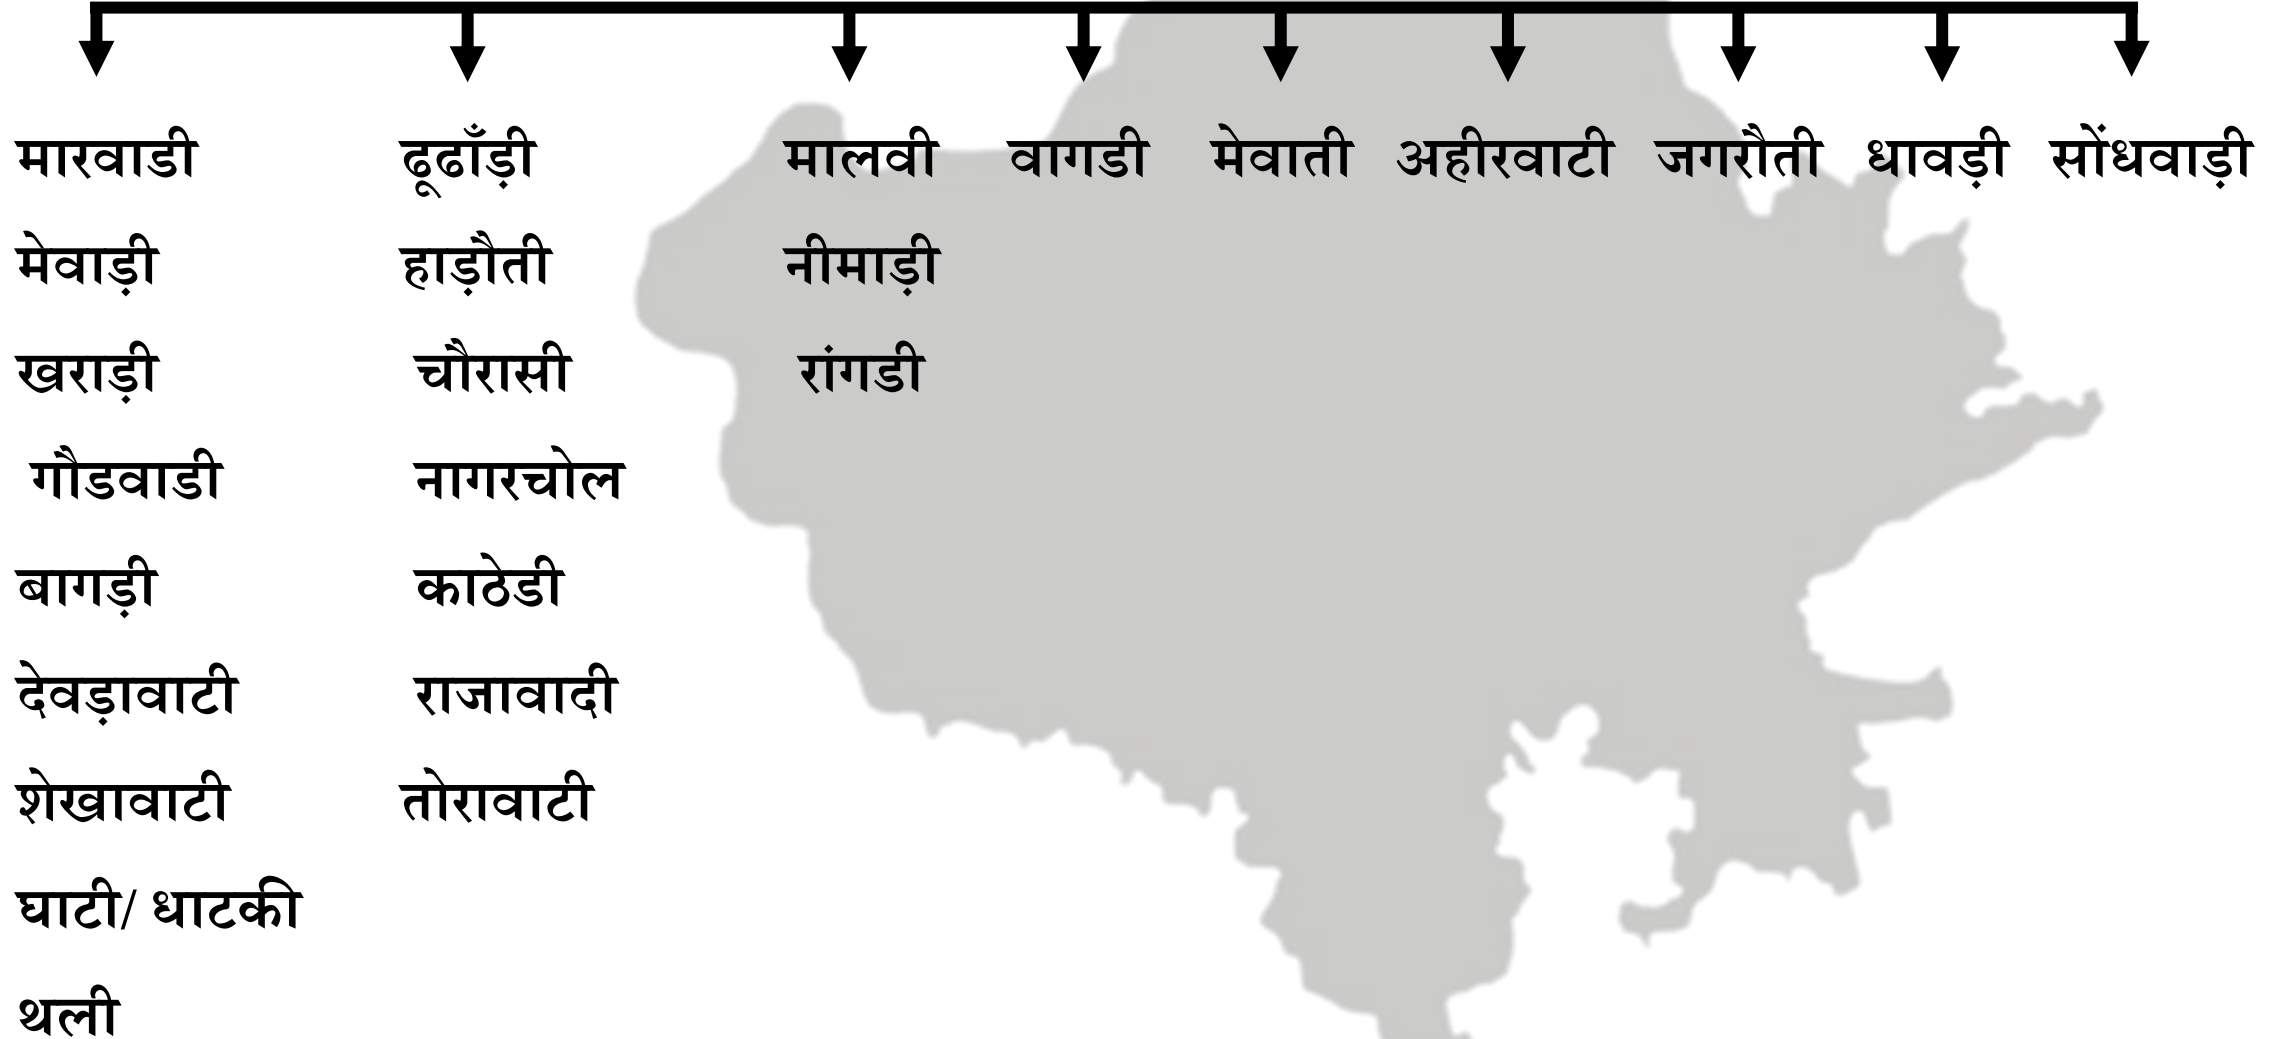 मारवाडी ढूढाँड़ी मालवी वागडी मेवाती अहीरवाटी जगरौती धावड़ी सोंधवाड़ी
मेवाड़ी हाड़ौती नीमाड़ी
खराड़ी चौरासी रांगडी
गौडवाडी नागरचोल
बागड़ी काठेडी
देवड़ावाटी राजावादी
शेखावाटी तोरावाटी
घाटी/ धाटकी
थली